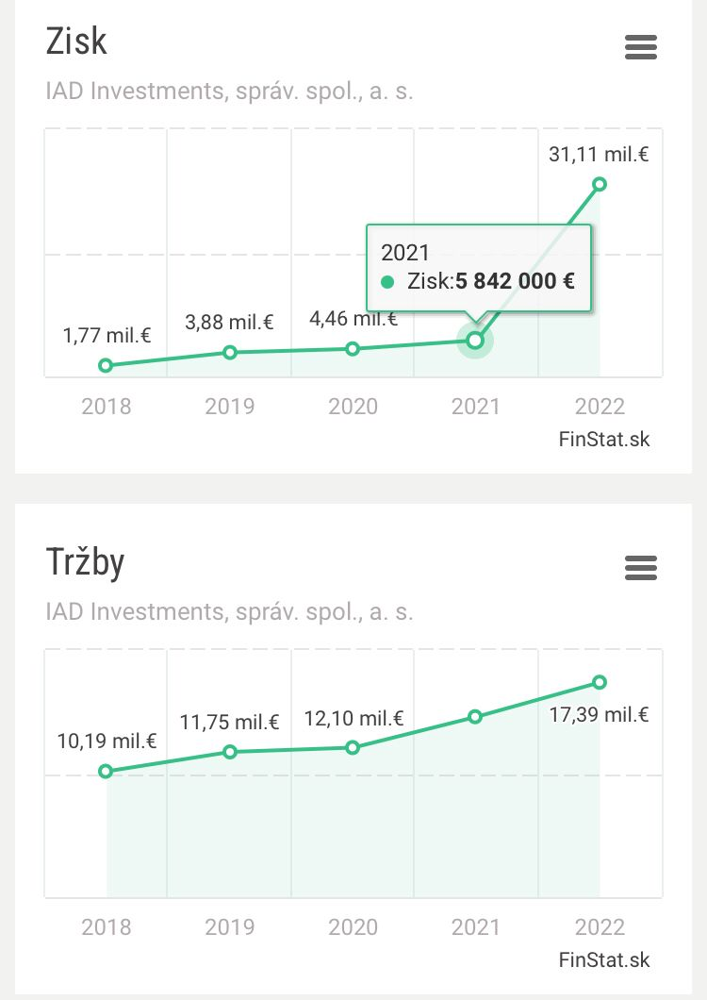 Zisk
IAD Investments, správ. spol., a. s.
31,11 mil.€
2021
Zisk:5 842 000 €
1,77 mil.€ 3,88 mil.€ 4,46 mil.€
2018 2019 2020 2021 2022
FinStat.sk
Tržby
IAD Investments, správ. spol., a. s.
10,19 mil.€ 11,75 mil.€ 12,10 mil.€ 17,39 mil.€
2018 2019 2020 2021 2022
FinStat.sk